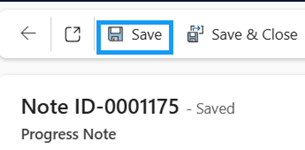 Save Save & Close
Note ID-0001175 - Saved
Progress Note